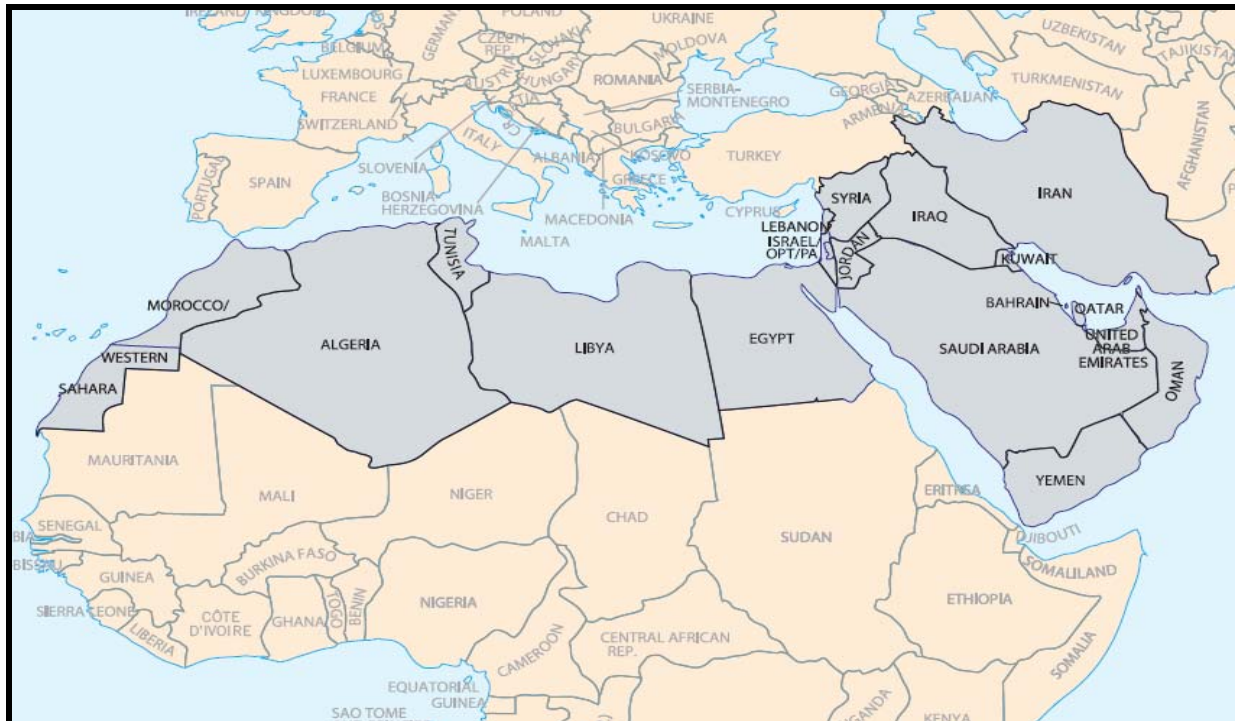 UKRAINE
UZBEKISTAN
GERMANY
CZECH
REP.
SLOVAKIA
MOLDOVA
TAJIKISTAN
BELGIUM
LUXEMBOURG
AUSTRIA
HUNGARY
ROMANIA
TURKMENISTAN
FRANCE
SERBIA-
MONTENEGRO
GEORGIA
ARMENIA
AZERBAIJAN
SWITZERLAND
CROATIA
BULGARIA
AFGHANISTAN
ITALY
SLOVENIA
ALBANIA
KOSOVO
TURKEY
PORTUGAL
SPAIN
GREECE
BOSNIA-
HERZEGOVINA
MACEDONIA
CYPRUS
MALTA
SYRIA
IRAQ
IRAN
LEBANON
ISRAEL/
OPT/PA
JORDAN
TUNISIA
KUWAIT
MOROCCO/
BAHRAIN
QATAR
ALGERIA
LIBYA
EGYPT
SAUDI ARABIA
UNITED
ARAB
EMIRATES
WESTERN
SAHARA
OMAN
MAURITANIA
MALI
NIGER
CHAD
SUDAN
ERITREA
YEMEN
DJIBOUTI
SENEGAL
BIA
BISSAU
GUINEA
BURKINA FASO
SOMALILAND
SIERRA LEONE
LIBERIA
CÔTE
D'IVOIRE
GHANA
TOGO
BENIN
NIGERIA
ETHIOPIA
CAMEROON
CENTRAL AFRICAN
REP.
SOMALIA
EQUATORIAL
GUINEA
SAO TOME
GANDA
KENYA